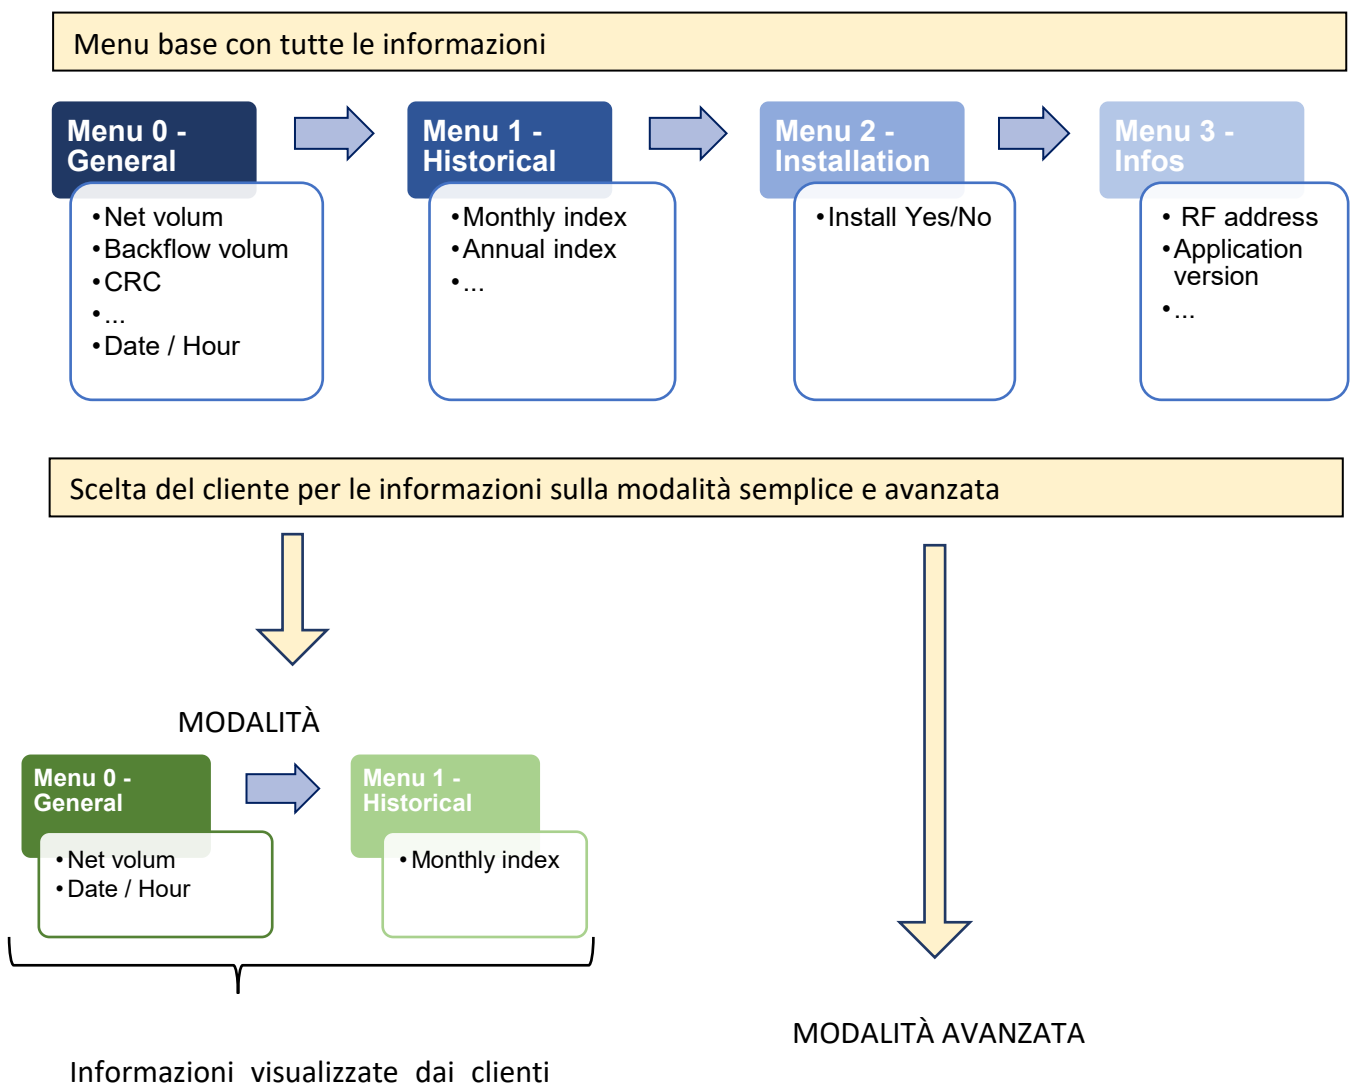 Menu base con tutte le informazioni
Menu 0 -
General
•Net volum
•Backflow volum
•CRC
•...
•Date / Hour
Menu 1 -
Historical
•Monthly index
•Annual index
•...
Menu 2 -
Installation
•Install Yes/No
Menu 3 -
Infos
• RF address
•Application
version
•...
Scelta del cliente per le informazioni sulla modalità semplice e avanzata
MODALITÀ
Menu 0 -
General
•Net volum
•Date / Hour
Menu 1 -
Historical
•Monthly index
MODALITÀ AVANZATA
Informazioni visualizzate dai clienti